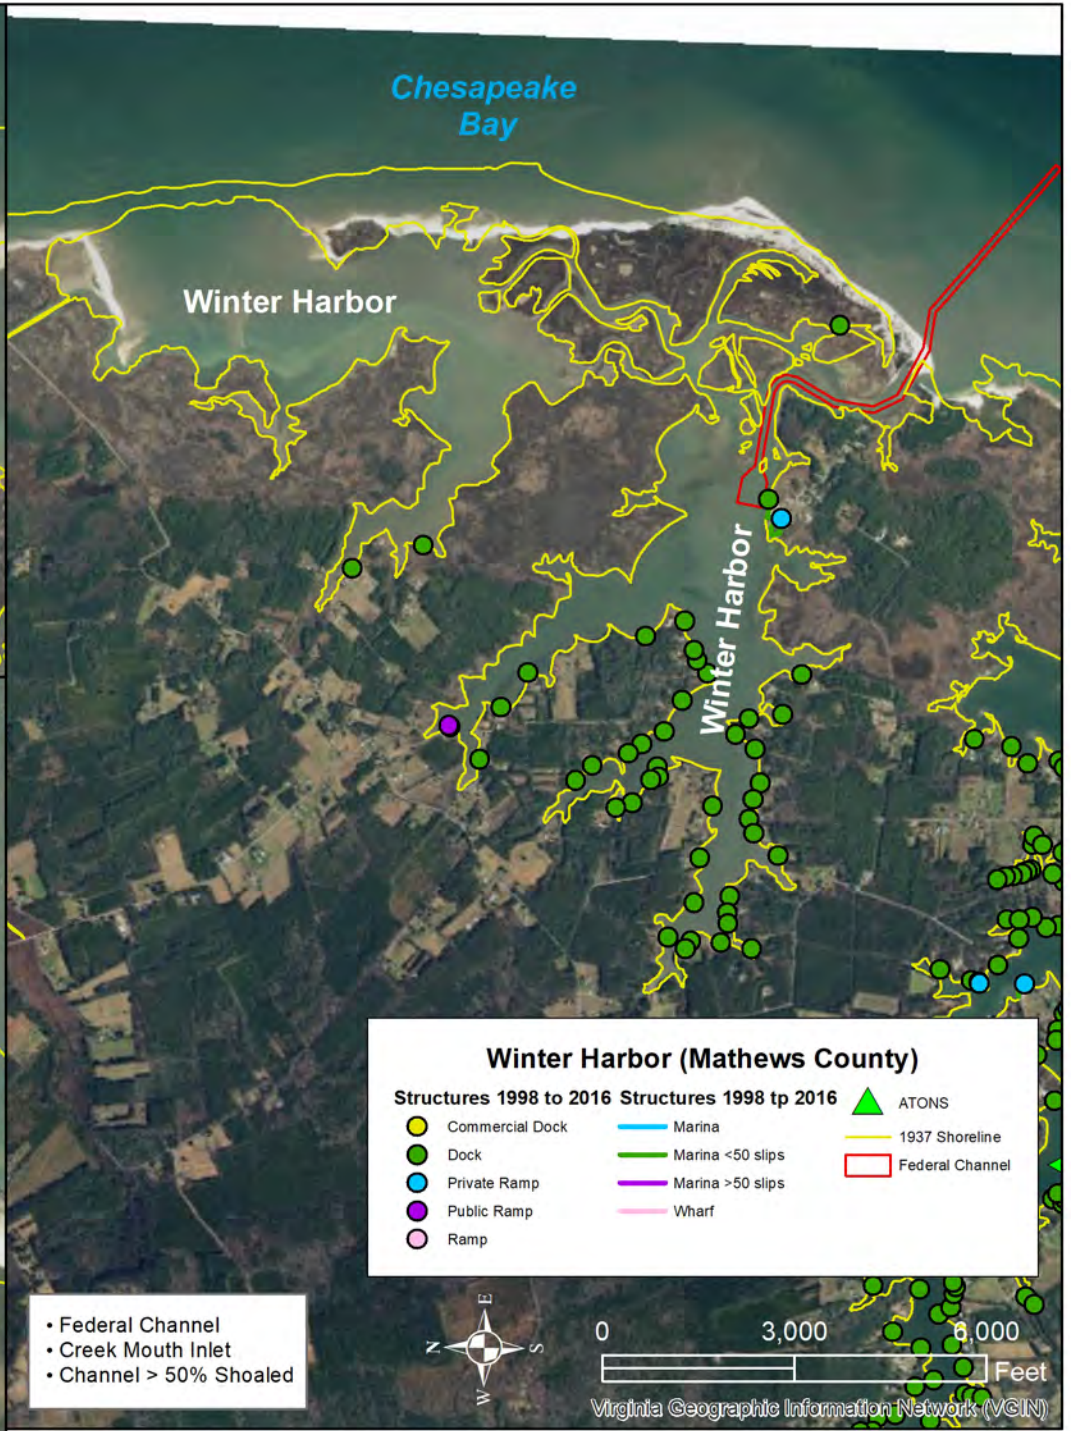 Chesapeake
Bay
Winter Harbor
Winter Harbor
Winter Harbor (Mathews County)
Structures 1998 to 2016
Commercial Dock
Dock
Private Ramp
Public Ramp
Ramp
Structures 1998 tp 2016
Marina
Marina <50 slips
Marina >50 slips
Wharf
ATONS
1937 Shoreline
Federal Channel
• Federal Channel
• Creek Mouth Inlet
• Channel > 50% Shoaled
E
N S
W
0 3,000 6,000
Feet
Virginia Geographic Information Network (VGIN)